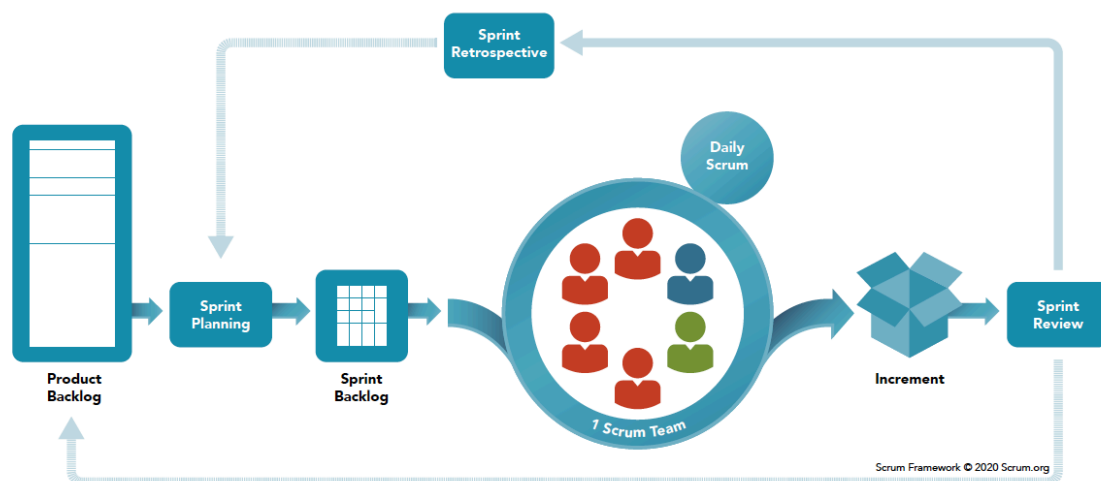 Sprint
Retrospective
Daily
Scrum
Sprint
Planning
Sprint
Review
Product
Backlog
Sprint
Backlog
Increment
1 Scrum Team
Scrum Framework © 2020 Scrum.org